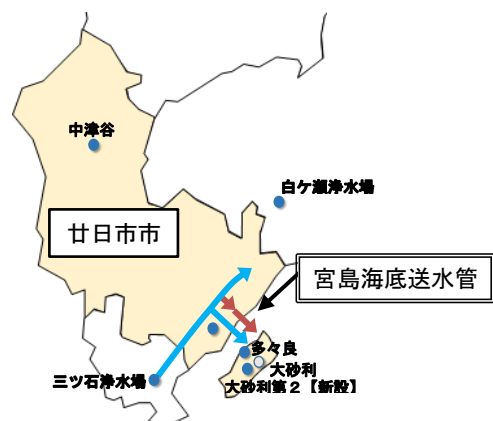 中津谷
白ケ瀬浄水場
廿日市市
宮島海底送水管
多々良
大砂利
三ツ石浄水場
大砂利第２【新設】